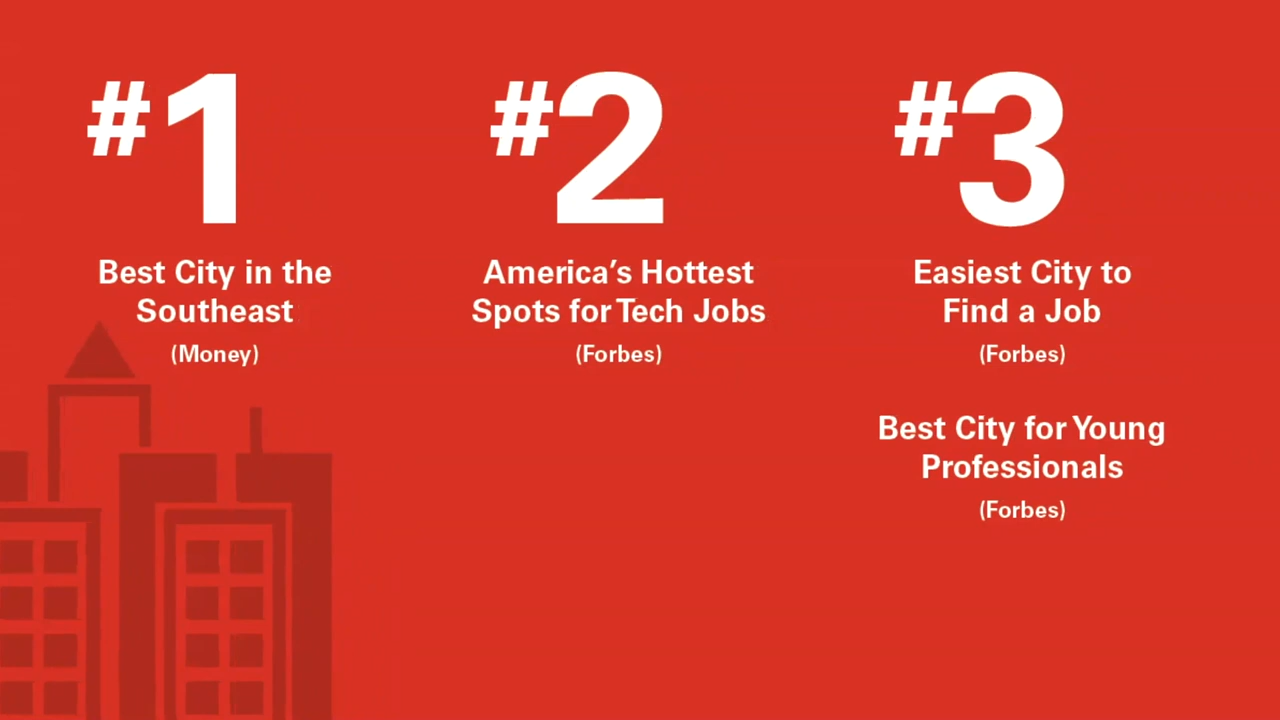 #1
Best City in the
Southeast
(Money)
#2
America’s Hottest
Spots for Tech Jobs
(Forbes)
#3
Easiest City to
Find a Job
(Forbes)
Best City for Young
Professionals
(Forbes)